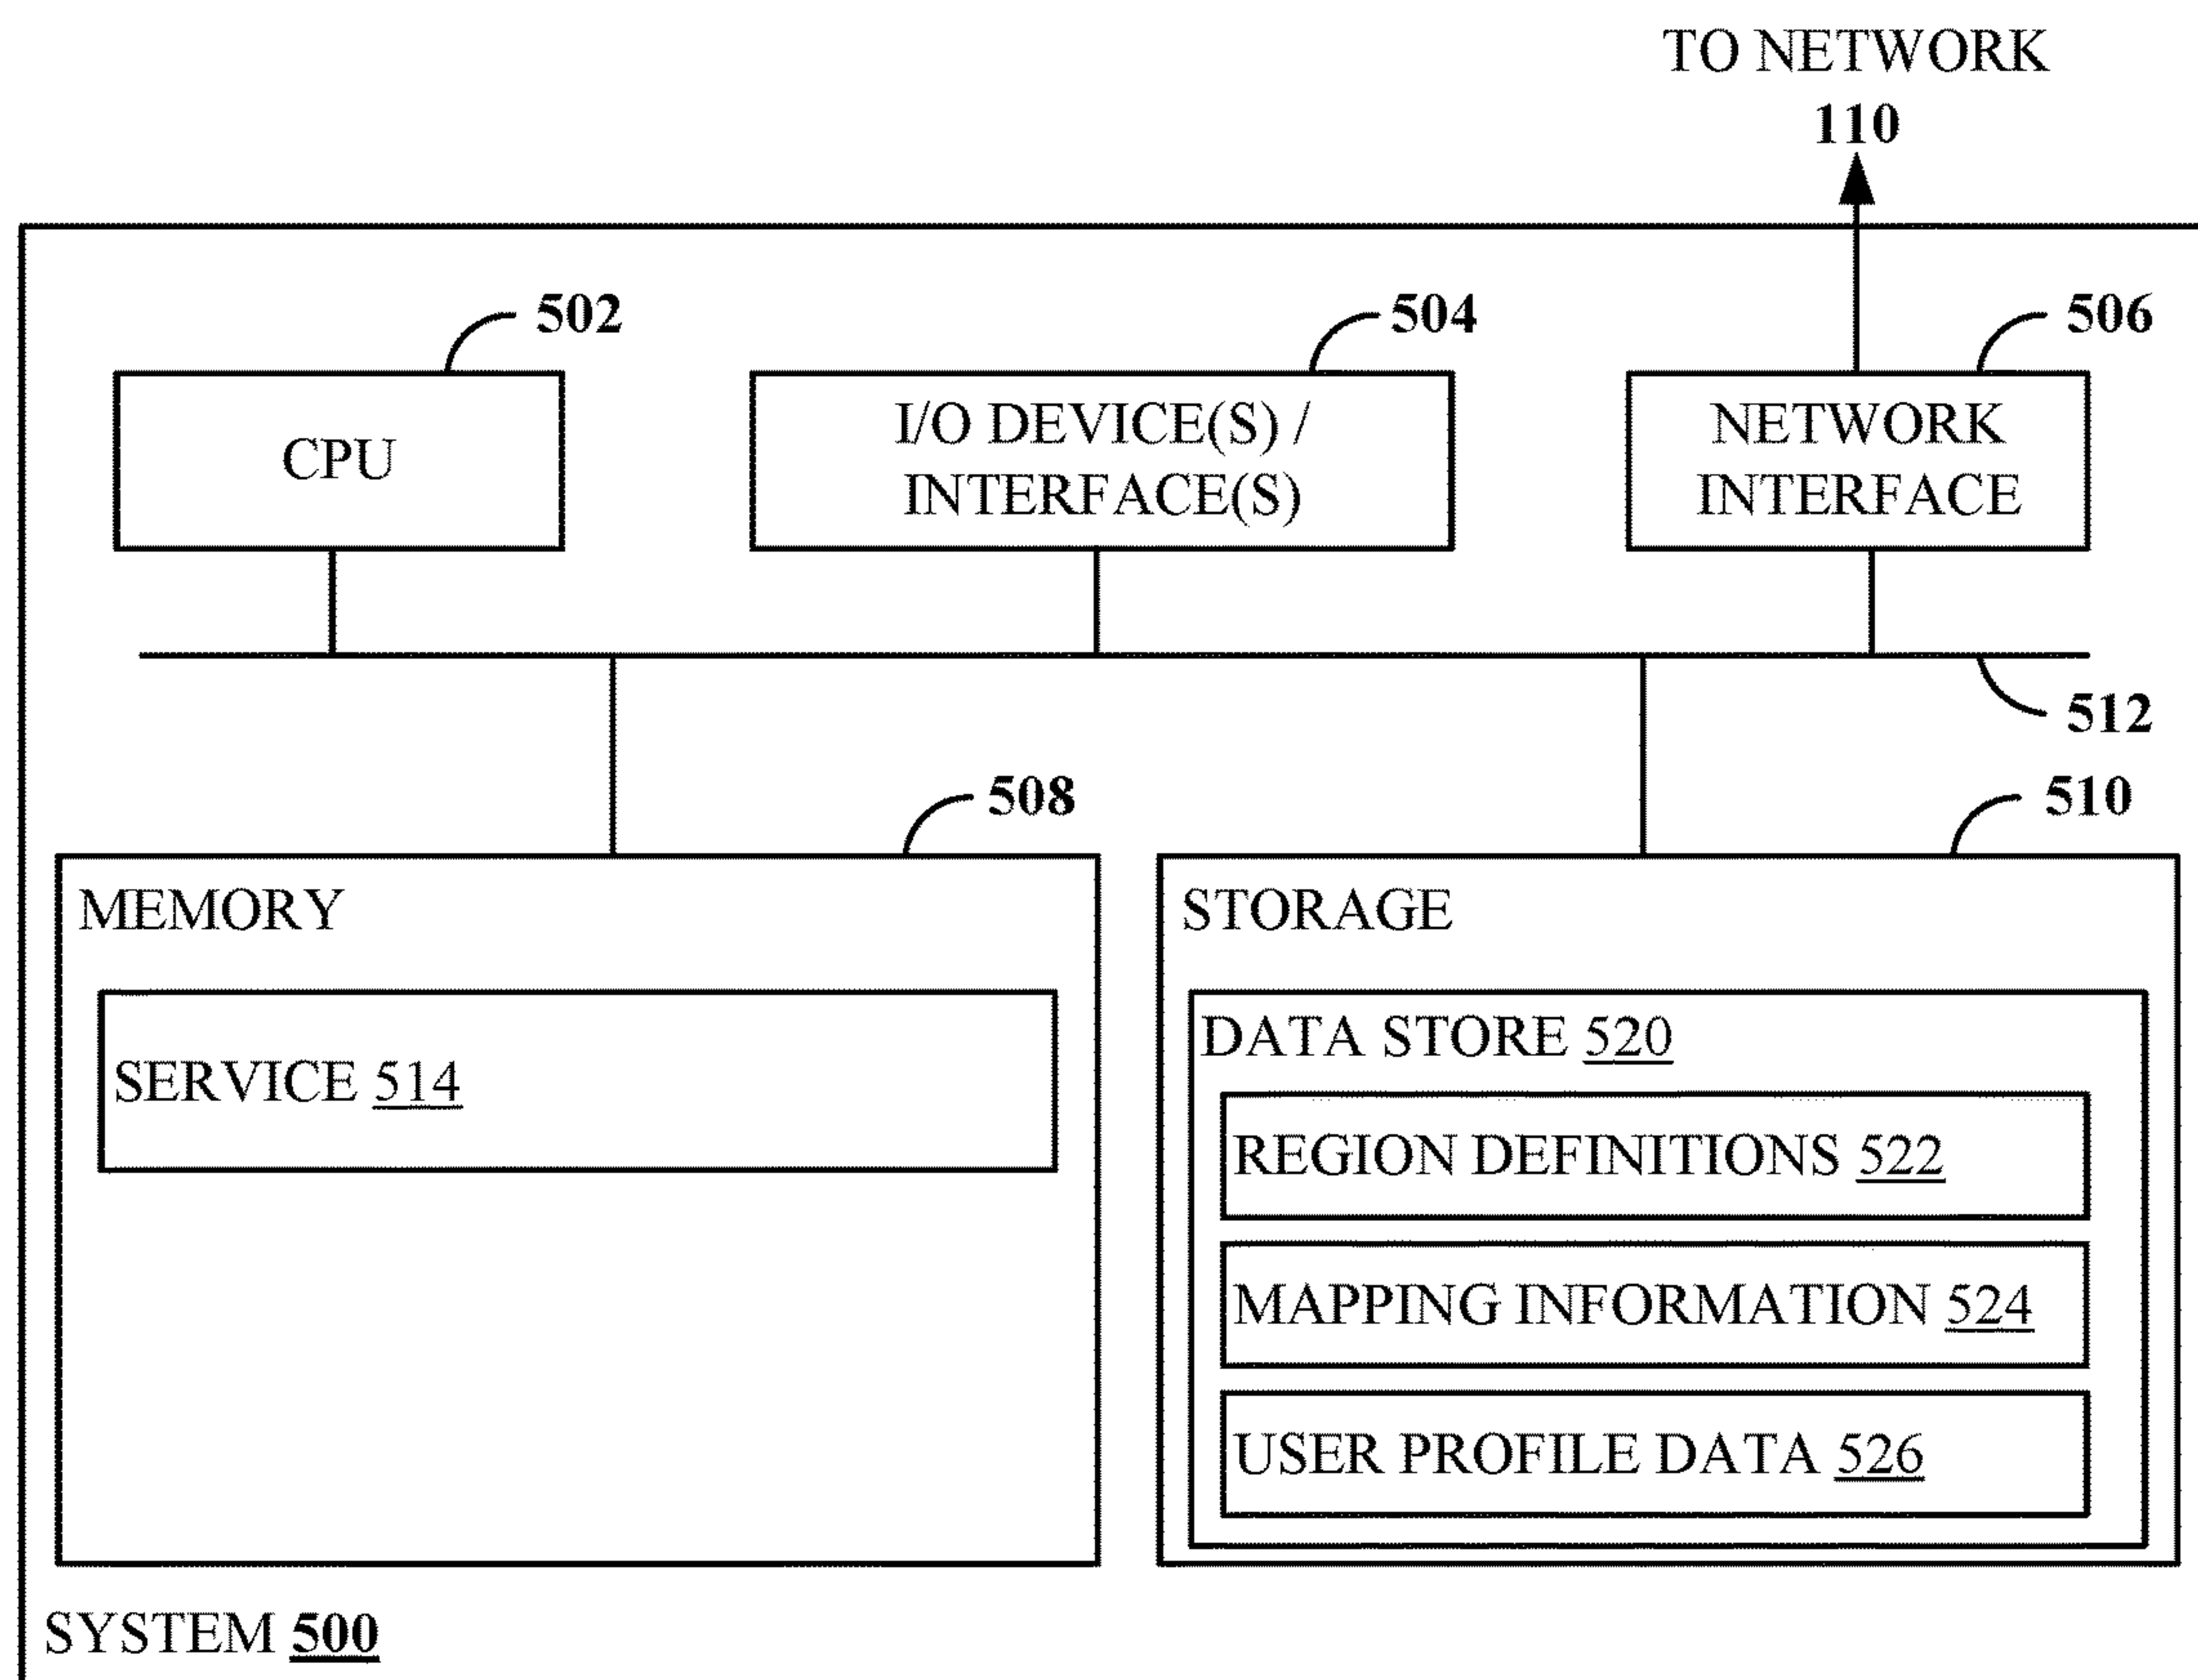 TO NETWORK
110
502
504
506
CPU
I/O DEVICE(S) /
INTERFACE(S)
NETWORK
INTERFACE
512
508
510
MEMORY
SERVICE 514
STORAGE
DATA STORE 520
REGION DEFINITIONS 522
MAPPING INFORMATION 524
USER PROFILE DATA 526
SYSTEM 500